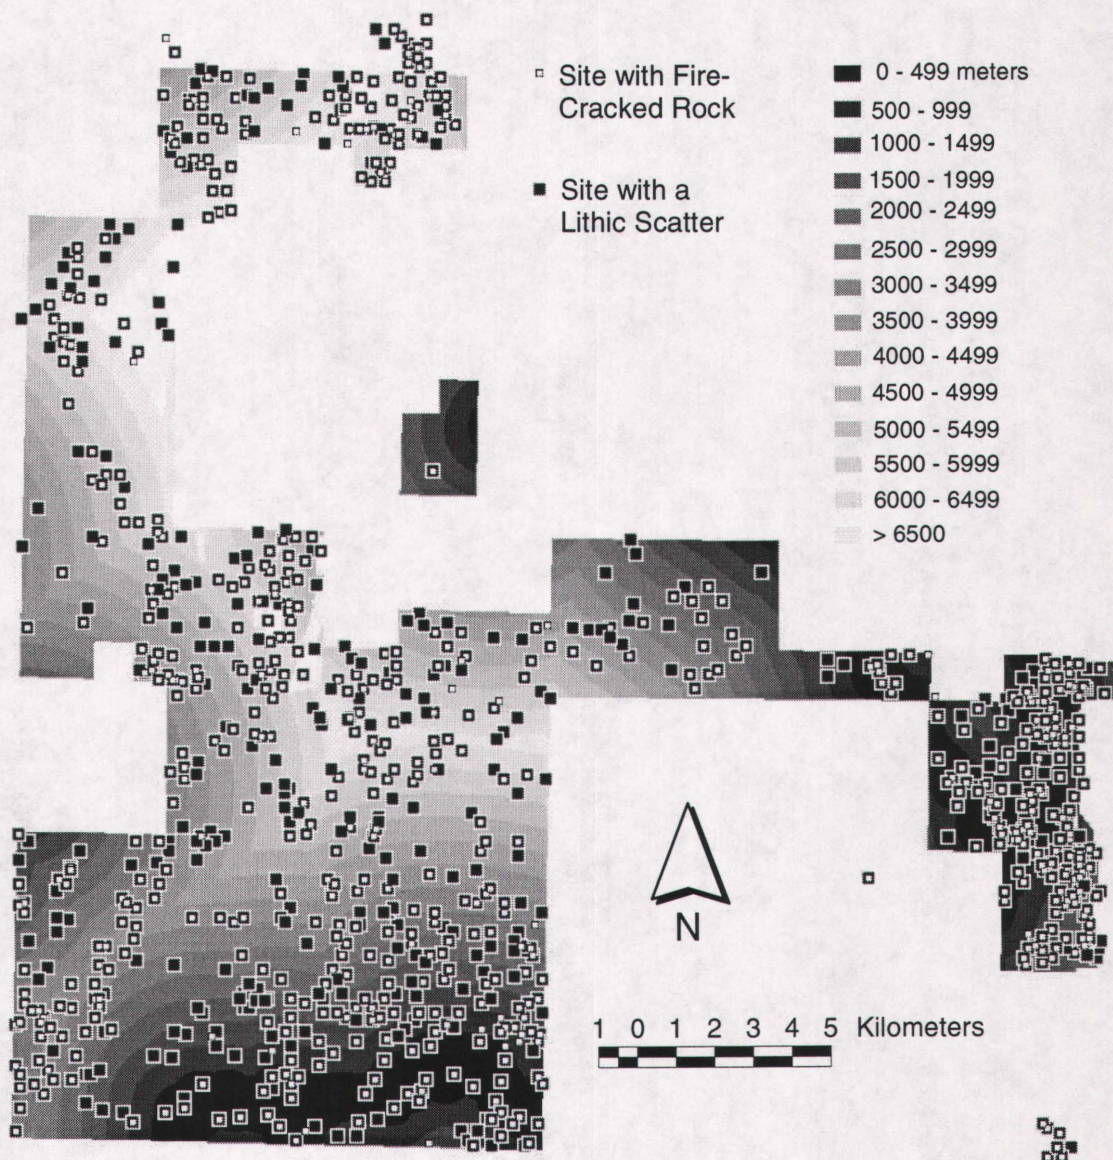 Site with Fire-
Cracked Rock
Site with a
Lithic Scatter
0 - 499 meters
500 - 999
1000 - 1499
1500 - 1999
2000 - 2499
2500 - 2999
3000 - 3499
3500 - 3999
4000 - 4499
4500 - 4999
5000 - 5499
5500 - 5999
6000 - 6499
> 6500
N
1 0 1 2 3 4 5 Kilometers